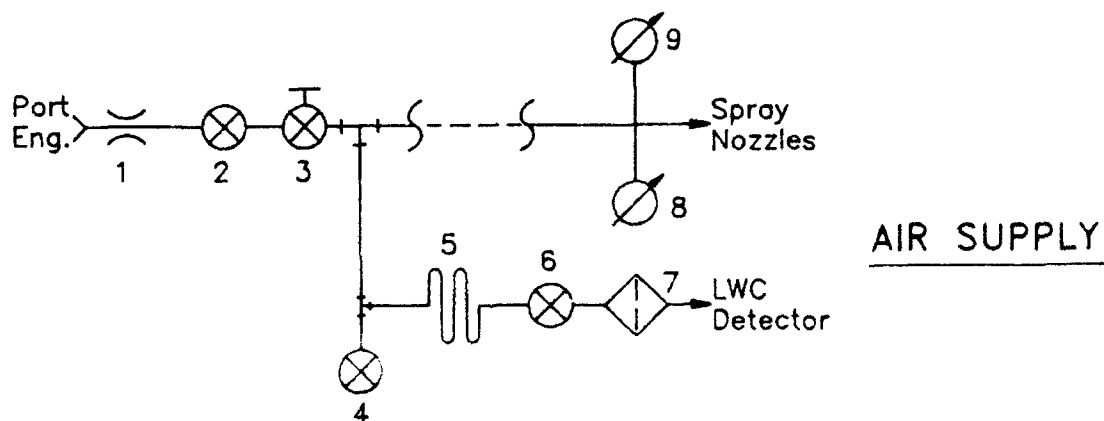 9
Port
Eng.
Spray
Nozzles
1
2
3
8
AIR SUPPLY
5
6
7
LWC
Detector
4